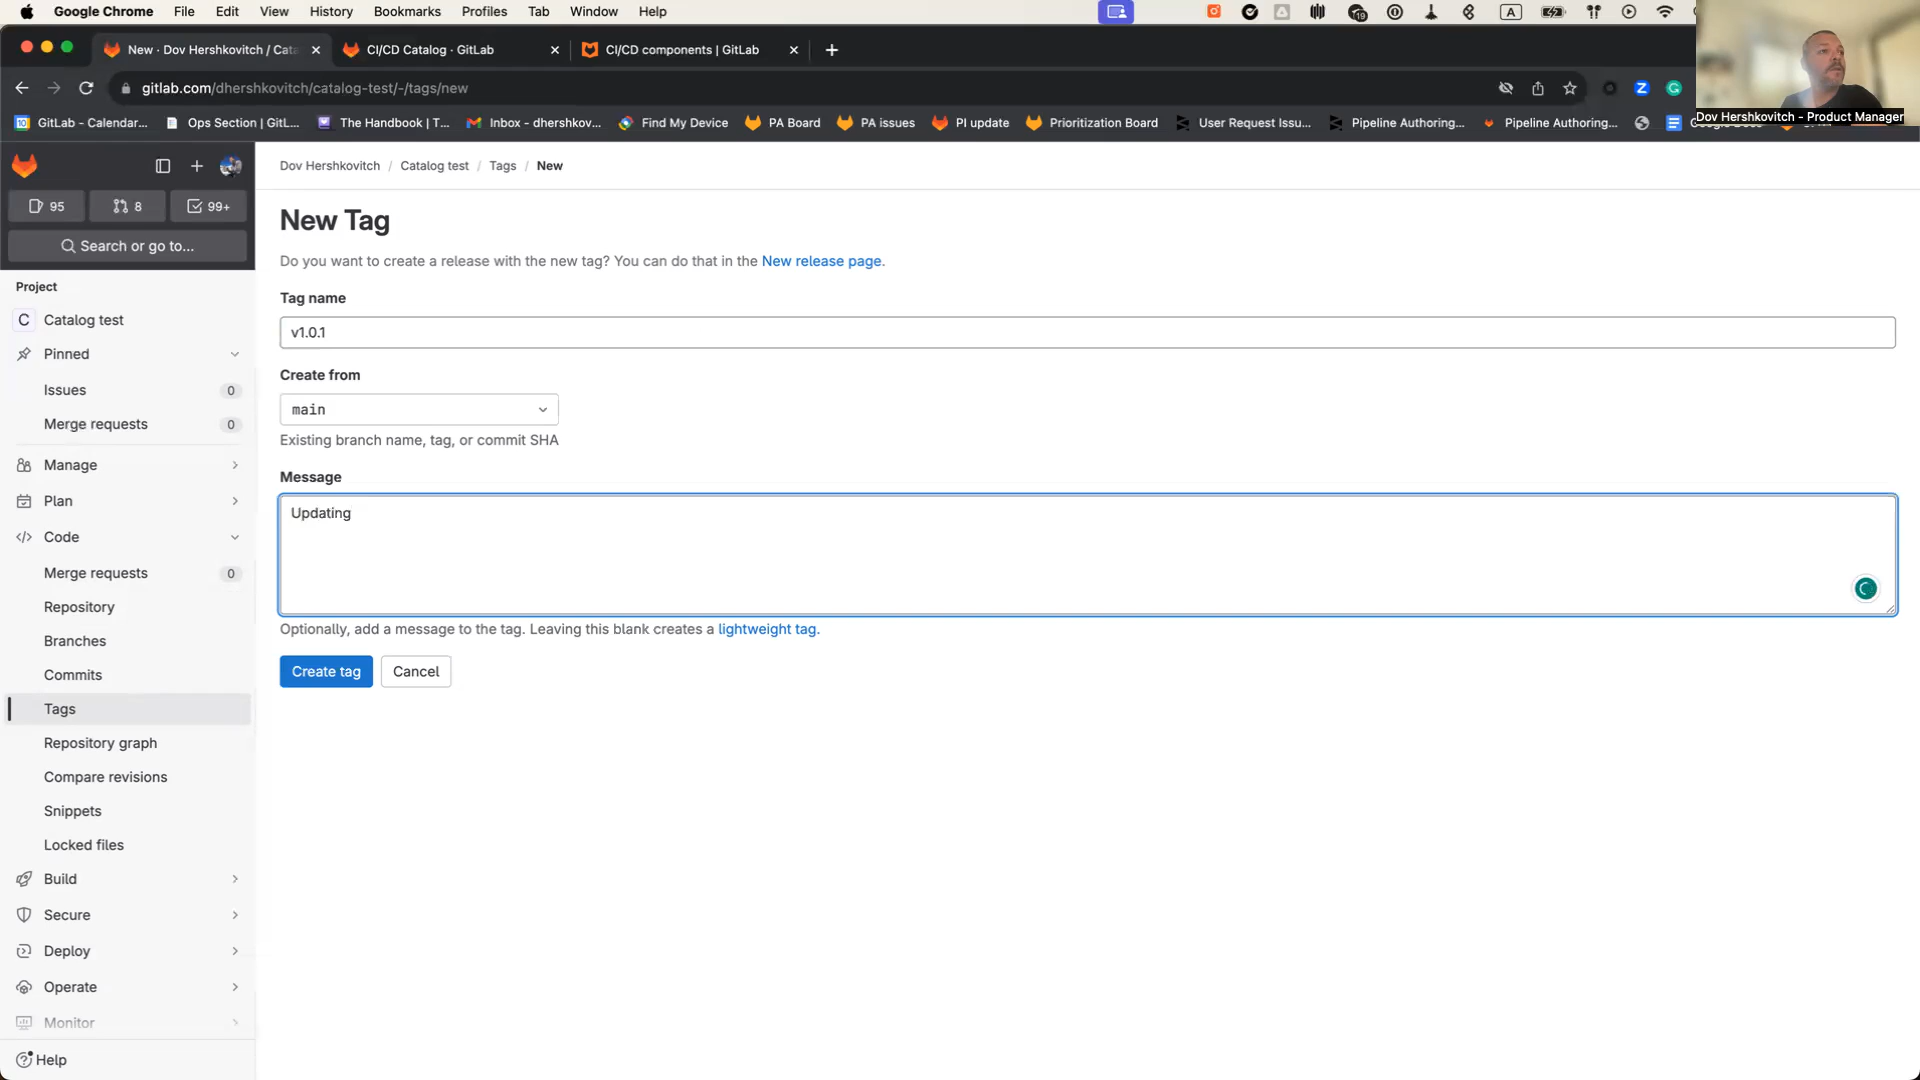 Google Chrome File Edit View History Bookmarks Profiles Tab Window Help 19 A
New · Dov Hershkovitch / Cata CI/CD Catalog · GitLab CI/CD components | GitLab
gitlab.com/dhershkovitch/catalog-test/-/tags/new
GitLab - Calendar... Ops Section | GitL... The Handbook | T... Inbox - dhershkov... Find My Device PA Board PA issues PI update Prioritization Board User Request Issu... Pipeline Authoring... Pipeline Authoring...
Dov Hershkovitch - Product Manager
95 8 99+
Search or go to...
Project
C Catalog test
Pinned
Issues 0
Merge requests 0
Manage
Plan
Code
Merge requests 0
Repository
Branches
Commits
Tags
Repository graph
Compare revisions
Snippets
Locked files
Build
Secure
Deploy
Operate
Monitor
Help
Dov Hershkovitch / Catalog test / Tags / New
New Tag
Do you want to create a release with the new tag? You can do that in the New release page.
Tag name
v1.0.1
Create from
main
Existing branch name, tag, or commit SHA
Message
Updating
Optionally, add a message to the tag. Leaving this blank creates a lightweight tag.
Create tag Cancel